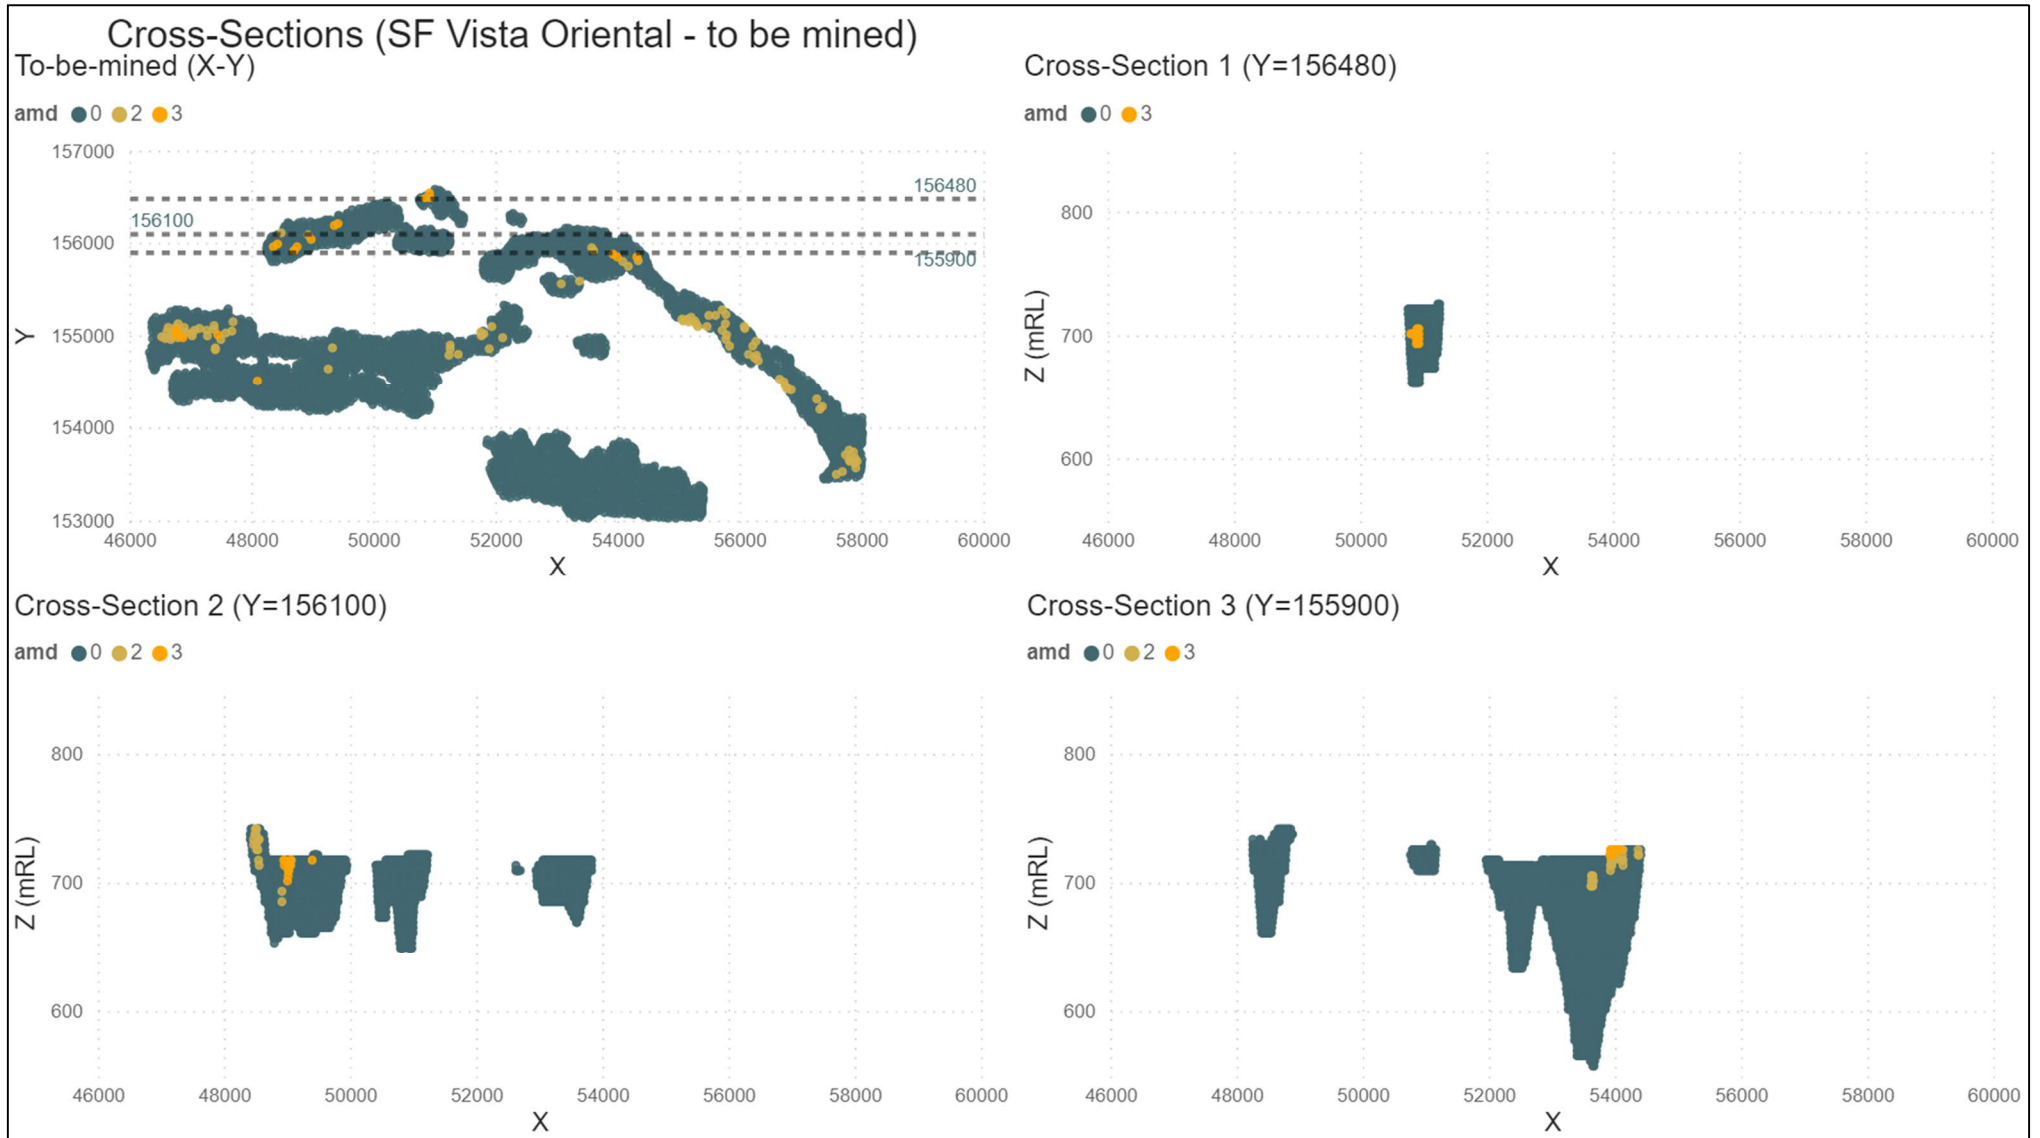 Cross-Sections (SF Vista Oriental - to be mined)
To-be-mined (X-Y)
amd 0 2 3
157000
156000
155000
154000
153000
Y
156480
156100
155900
46000 48000 50000 52000 54000 56000 58000 60000
X
Cross-Section 1 (Y=156480)
amd 0 3
800
700
600
Z (mRL)
46000 48000 50000 52000 54000 56000 58000 60000
X
Cross-Section 2 (Y=156100)
amd 0 2 3
800
700
600
Z (mRL)
46000 48000 50000 52000 54000 56000 58000 60000
X
Cross-Section 3 (Y=155900)
amd 0 2 3
800
700
600
Z (mRL)
46000 48000 50000 52000 54000 56000 58000 60000
X